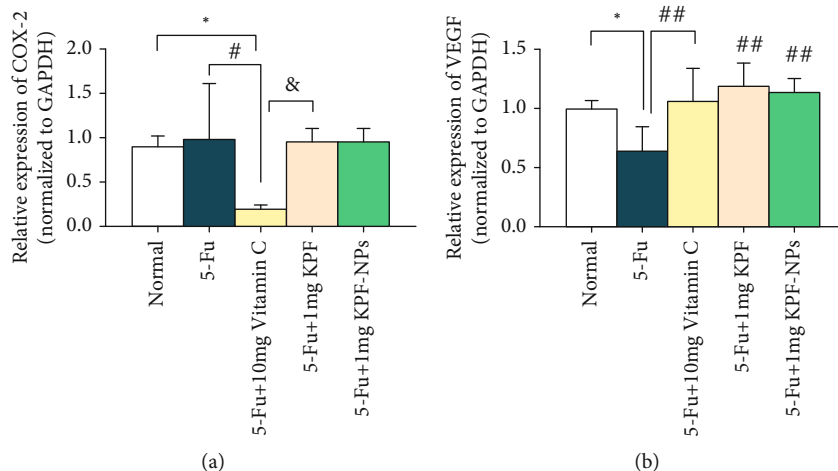 Relative expression of COX-2
(normalized to GAPDH)
2.0
1.5
1.0
0.5
0.0
*
#
&
Normal
5-Fu
5-Fu+10mg Vitamin C
5-Fu+1mg KPF
5-Fu+1mg KPF-NPs
(a)
Relative expression of VEGF
(normalized to GAPDH)
1.5
1.0
0.5
0.0
*
##
##
##
Normal
5-Fu
5-Fu+10mg Vitamin C
5-Fu+1mg KPF
5-Fu+1mg KPF-NPs
(b)